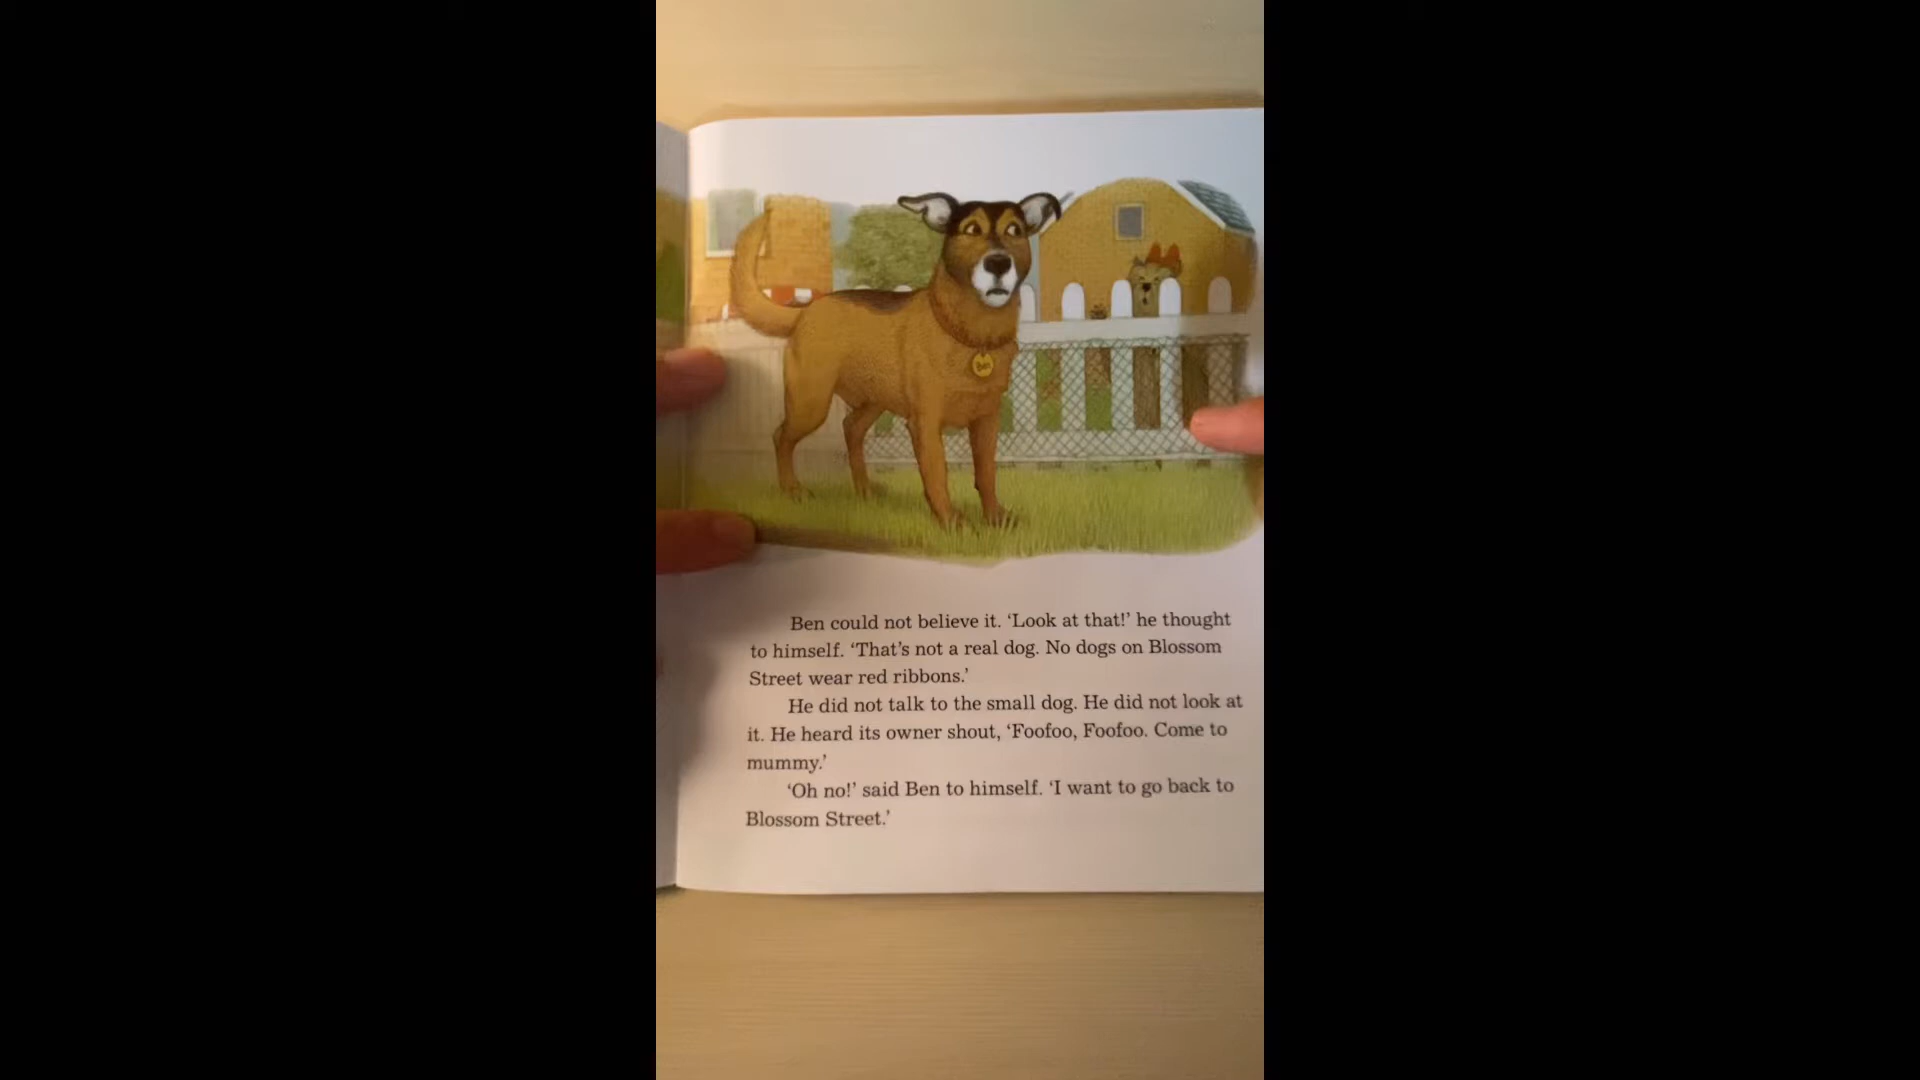 Ben
Ben could not believe it. ‘Look at that!’ he thought
to himself. ‘That’s not a real dog. No dogs on Blossom
Street wear red ribbons.’
He did not talk to the small dog. He did not look at
it. He heard its owner shout, ‘Foofoo, Foofoo. Come to
mummy.’
‘Oh no!’ said Ben to himself. ‘I want to go back to
Blossom Street.’